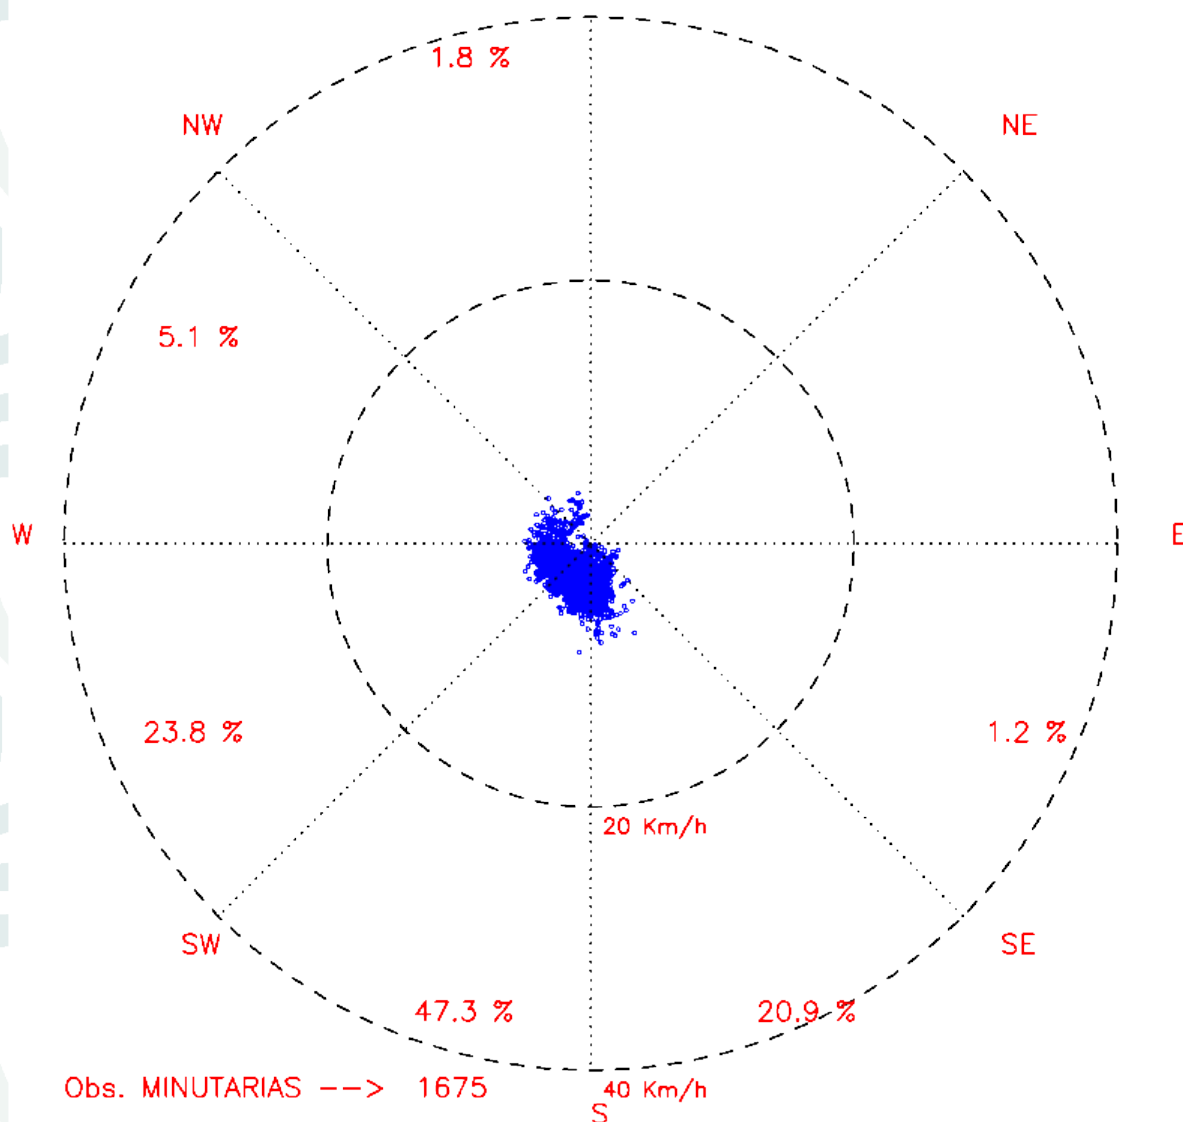 1.8 %
NW
NE
5.1 %
W
E
23.8 %
1.2 %
20 Km/h
SW
SE
47.3 %
20.9 %
Obs. MINUTARIAS --> 1675
40 Km/h
S